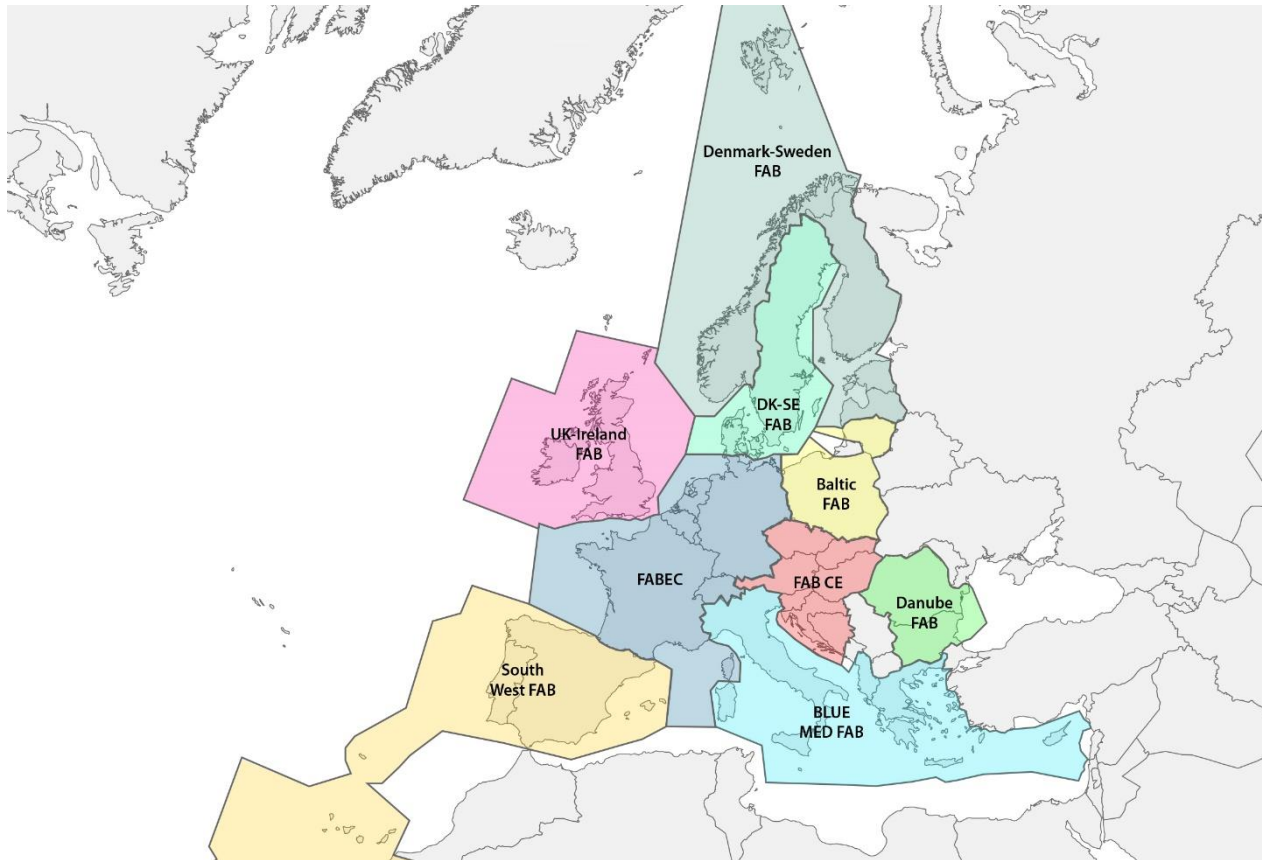 Denmark-Sweden
FAB
DK-SE
FAB
UK-Ireland
FAB
Baltic
FAB
FABEC
FAB CE
Danube
FAB
South
West FAB
BLUE
MED FAB